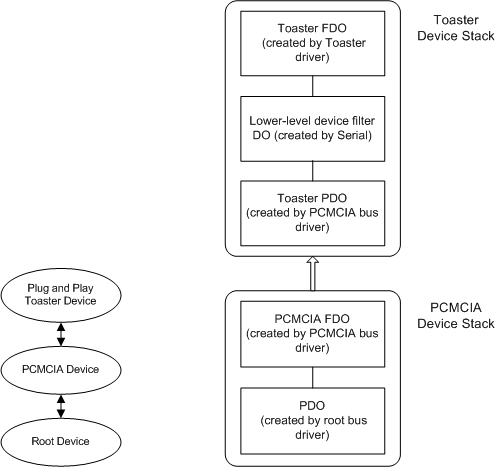 Toaster FDO
(created by Toaster
driver)
Toaster
Device Stack
Lower-level device filter
DO (created by Serial)
Toaster PDO
(created by PCMCIA bus
driver)
Plug and Play
Toaster Device
PCMCIA Device
Root Device
PCMCIA FDO
(created by PCMCIA bus
driver)
PCMCIA
Device Stack
PDO
(created by root bus
driver)